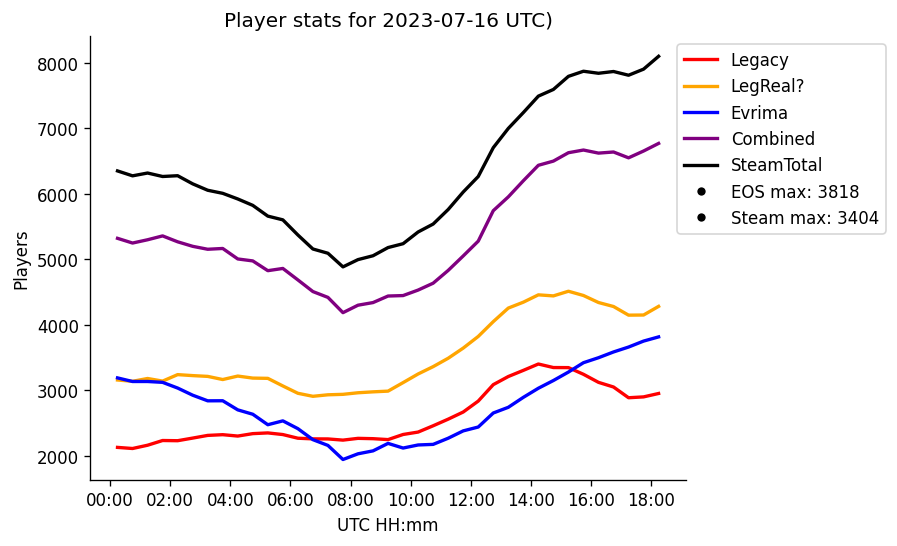 Player stats for 2023-07-16 UTC)
Players
8000
7000
6000
5000
4000
3000
2000
00:00 02:00 04:00 06:00 08:00 10:00 12:00 14:00 16:00 18:00
UTC HH:mm
Legacy
LegReal?
Evrima
Combined
SteamTotal
EOS max: 3818
Steam max: 3404